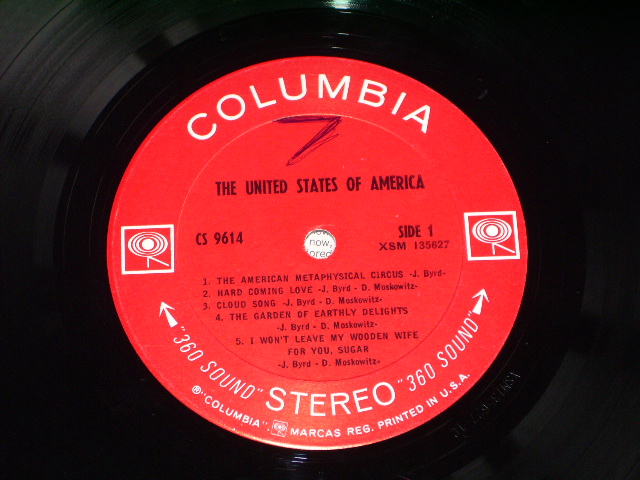 COLUMBIA
7
THE UNITED STATES OF AMERICA
CS 9614
SIDE 1
XSM 135627
now,
1. THE AMERICAN METAPHYSICAL CIRCUS -J. Byrd-
2. HARD COMING LOVE -J. Byrd - D. Moskowitz-
3. CLOUD SONG -J. Byrd - D. Moskowitz-
4. THE GARDEN OF EARTHLY DELIGHTS
-J. Byrd - D. Moskowitz-
5. I WON'T LEAVE MY WOODEN WIFE
FOR YOU, SUGAR
-J. Byrd - D. Moskowitz-
"360 SOUND" STEREO "360 SOUND"
℗"COLUMBIA", MARCAS REG. PRINTED IN U.S.A.